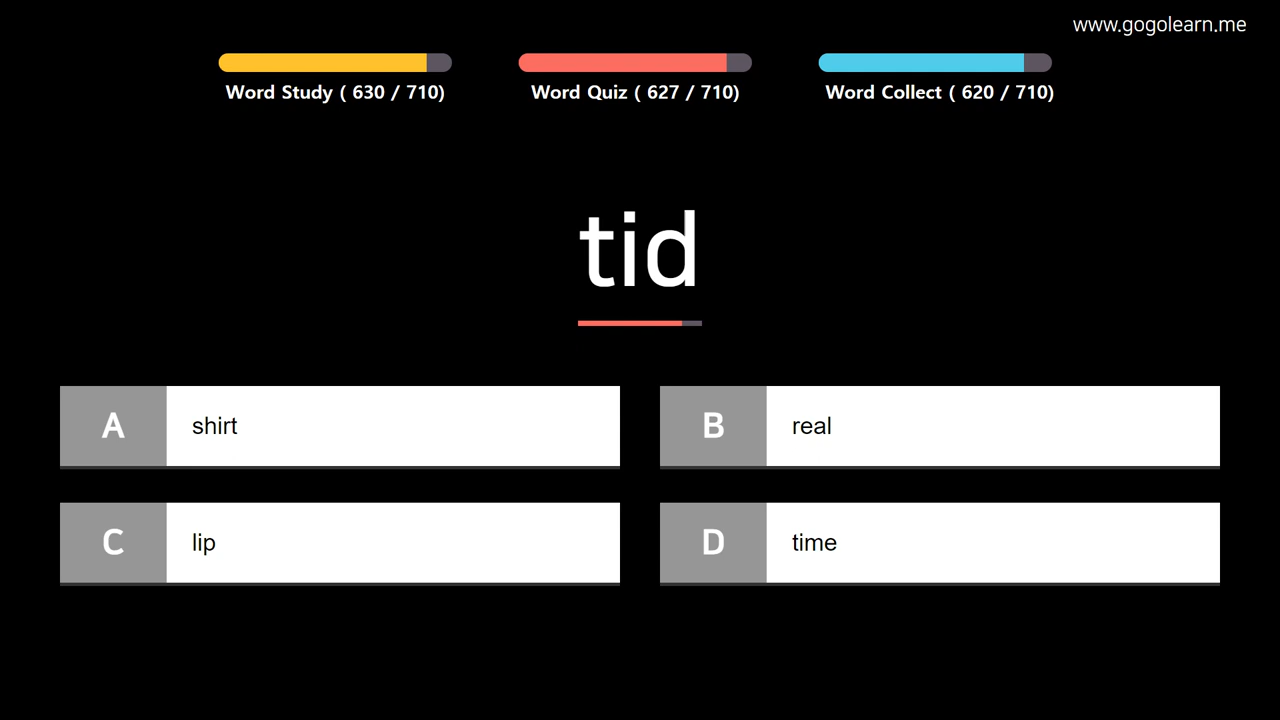 www.gogolearn.me
Word Study ( 630 / 710)
Word Quiz ( 627 / 710)
Word Collect ( 620 / 710)
tid
A shirt
B real
C lip
D time